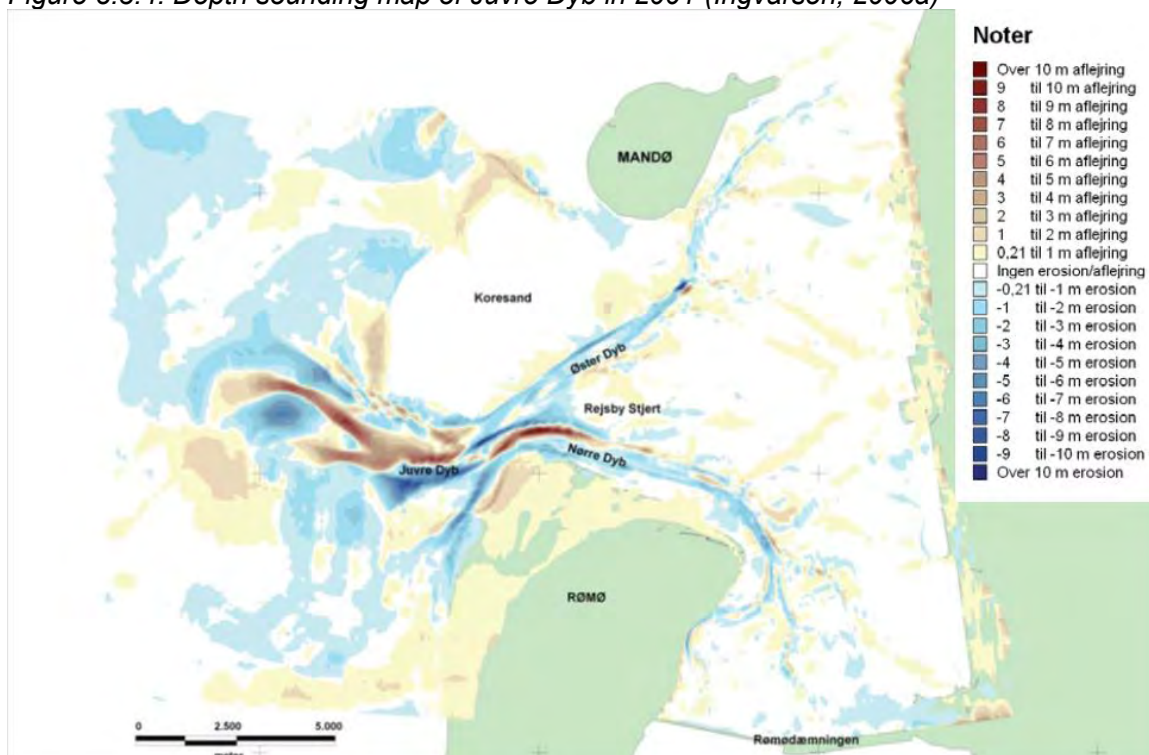 Figure 6.3.4. Depth sounding map of Juvre Dyb in 2001 (Ingvarson, 2006a)
Noter
Over 10 m aflejring
9 til 10 m aflejring
8 til 9 m aflejring
7 til 8 m aflejring
6 til 7 m aflejring
5 til 6 m aflejring
4 til 5 m aflejring
3 til 4 m aflejring
2 til 3 m aflejring
1 til 2 m aflejring
0,21 til 1 m aflejring
Ingen erosion/aflejring
-0,21 til -1 m erosion
-1 til -2 m erosion
-2 til -3 m erosion
-3 til -4 m erosion
-4 til -5 m erosion
-5 til -6 m erosion
-6 til -7 m erosion
-7 til -8 m erosion
-8 til -9 m erosion
-9 til -10 m erosion
Over 10 m erosion
MANDØ
Koresand
Øster Dyb
Rejsby Stjert
Nørre Dyb
Juvre Dyb
RØMØ
0 2.500 5.000
meter
Rømødæmningen